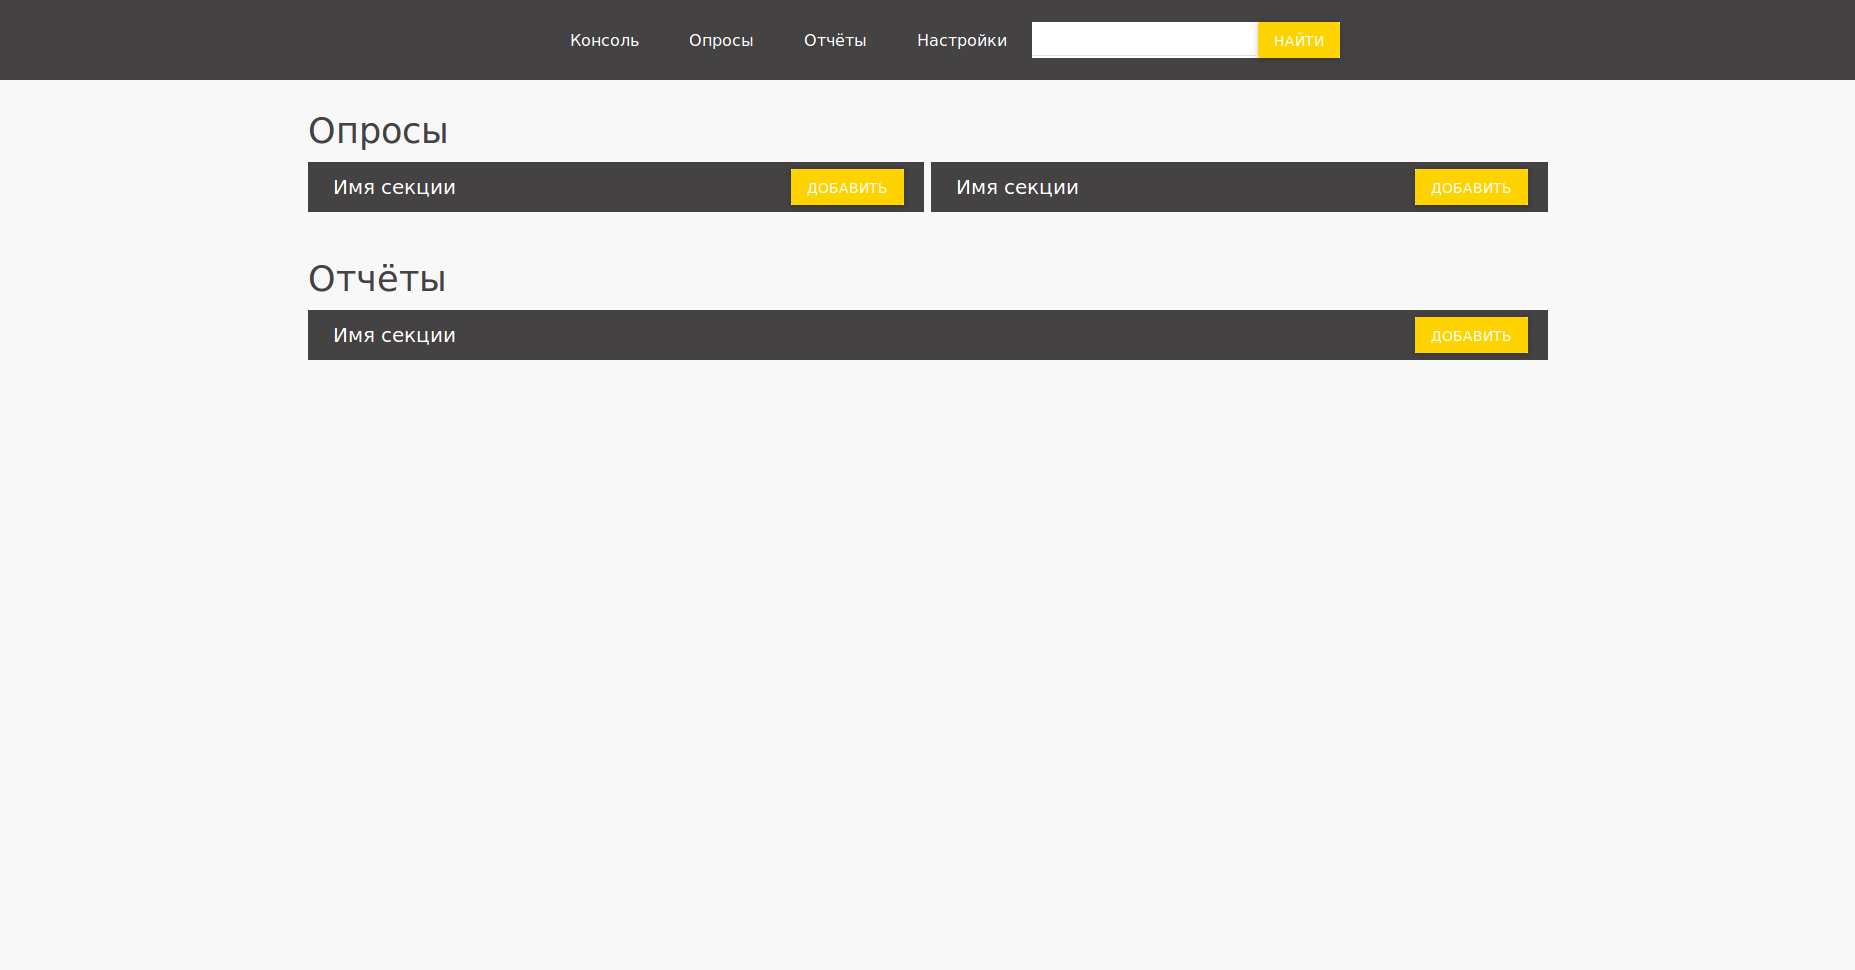 Консоль Опросы Отчёты Настройки НАЙТИ
Опросы
Имя секции ДОБАВИТЬ Имя секции ДОБАВИТЬ
Отчёты
Имя секции ДОБАВИТЬ